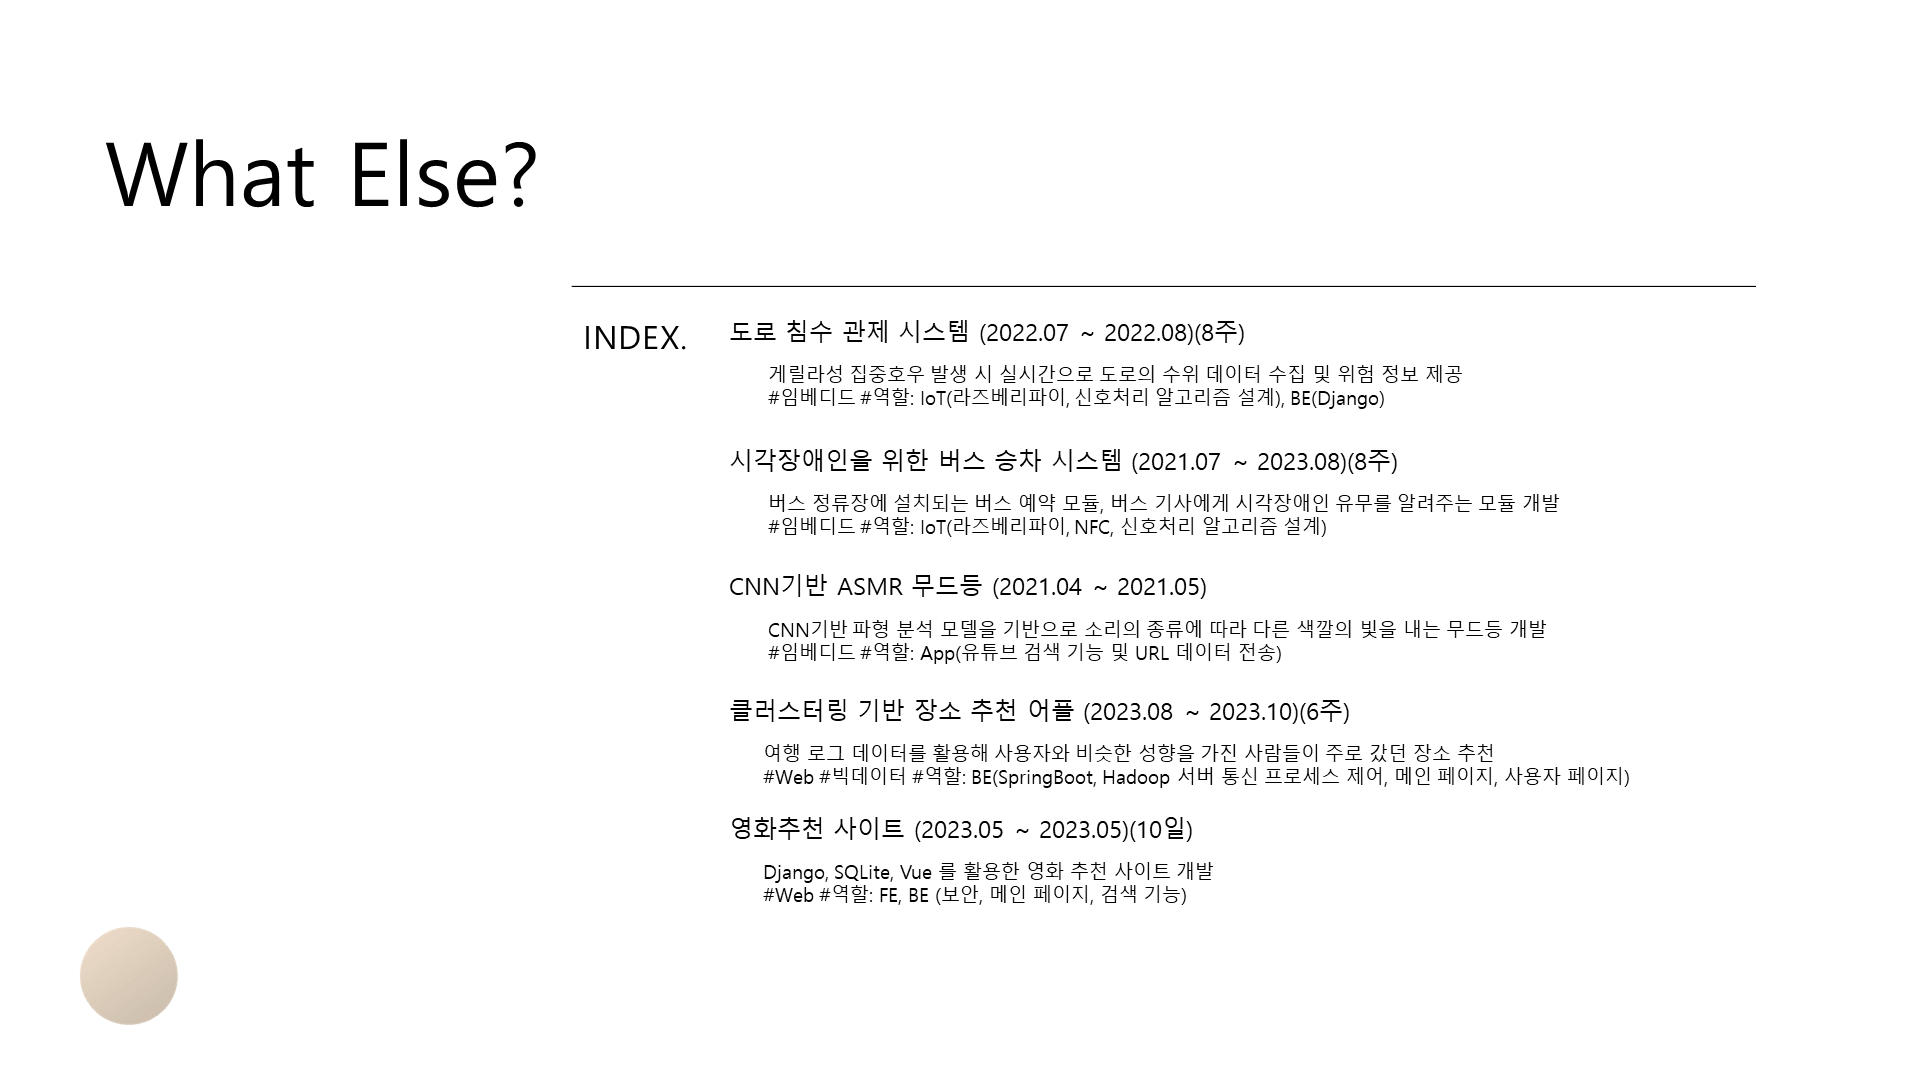 What Else?
INDEX.
도로 침수 관제 시스템 (2022.07 ~ 2022.08)(8주)
게릴라성 집중호우 발생 시 실시간으로 도로의 수위 데이터 수집 및 위험 정보 제공
#임베디드 #역할: IoT(라즈베리파이, 신호처리 알고리즘 설계), BE(Django)
시각장애인을 위한 버스 승차 시스템 (2021.07 ~ 2023.08)(8주)
버스 정류장에 설치되는 버스 예약 모듈, 버스 기사에게 시각장애인 유무를 알려주는 모듈 개발
#임베디드 #역할: IoT(라즈베리파이, NFC, 신호처리 알고리즘 설계)
CNN기반 ASMR 무드등 (2021.04 ~ 2021.05)
CNN기반 파형 분석 모델을 기반으로 소리의 종류에 따라 다른 색깔의 빛을 내는 무드등 개발
#임베디드 #역할: App(유튜브 검색 기능 및 URL 데이터 전송)
클러스터링 기반 장소 추천 어플 (2023.08 ~ 2023.10)(6주)
여행 로그 데이터를 활용해 사용자와 비슷한 성향을 가진 사람들이 주로 갔던 장소 추천
#Web #빅데이터 #역할: BE(SpringBoot, Hadoop 서버 통신 프로세스 제어, 메인 페이지, 사용자 페이지)
영화추천 사이트 (2023.05 ~ 2023.05)(10일)
Django, SQLite, Vue 를 활용한 영화 추천 사이트 개발
#Web #역할: FE, BE (보안, 메인 페이지, 검색 기능)